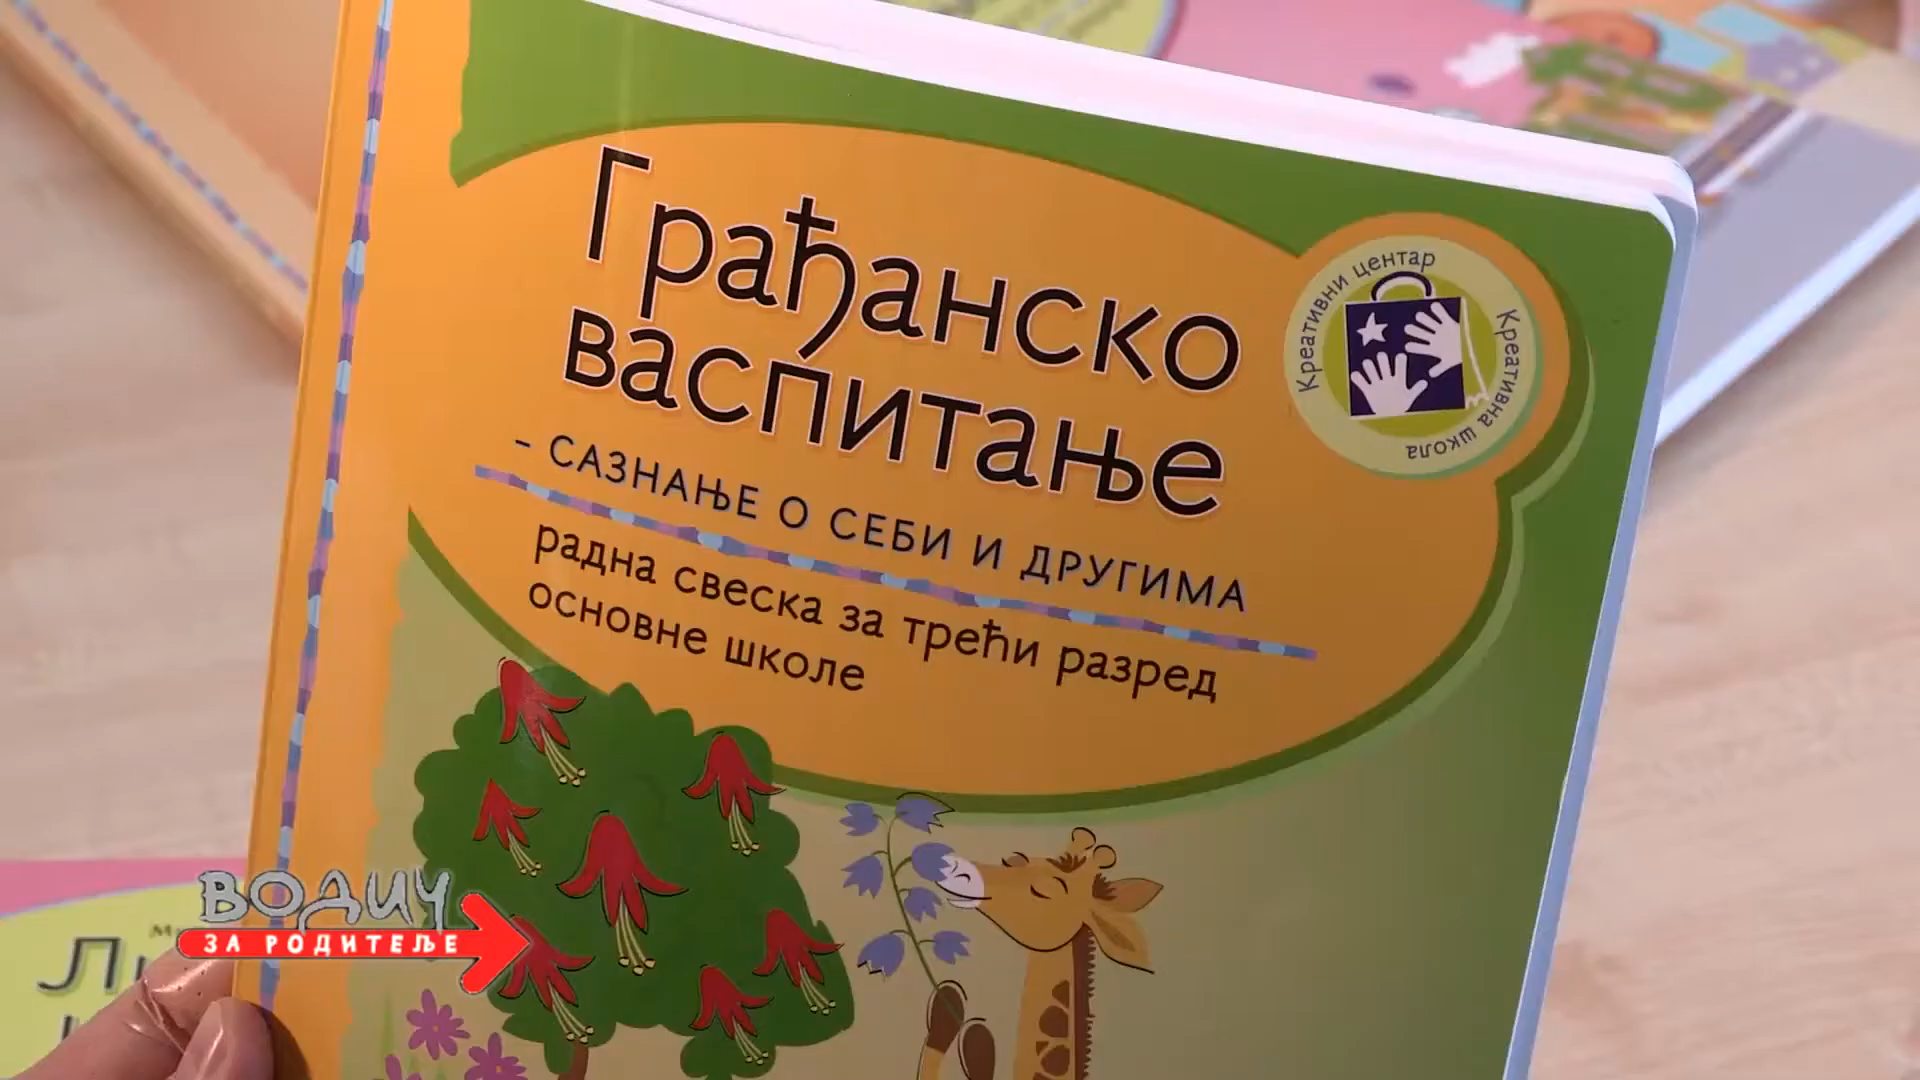 Грађанско
васпитање
– САЗНАЊЕ О СЕБИ И ДРУГИМА
радна свеска за трећи разред
основне школе
Креативни центар
Креативна школа
ВОДИЧ
ЗА РОДИТЕЉЕ